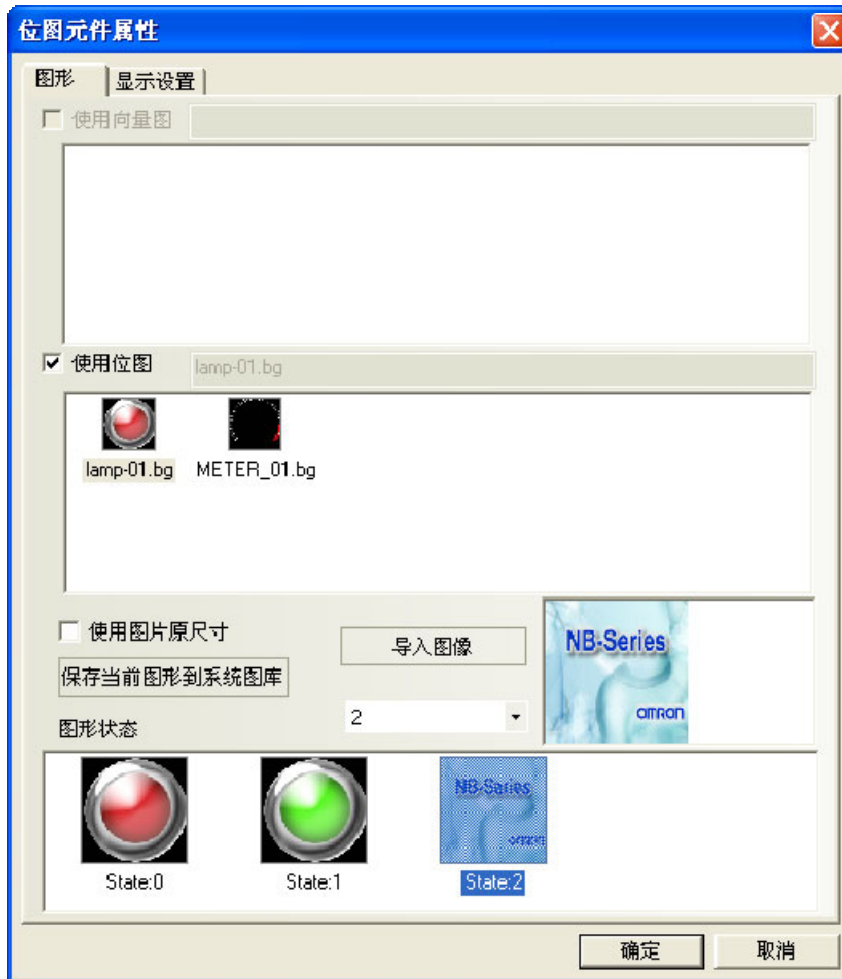 位图元件属性
图形 显示设置
使用向量图
使用位图 lamp-01.bg
lamp-01.bg METER_01.bg
使用图片原尺寸
导入图像
保存当前图形到系统图库
NB-Series
OMRON
图形状态
2
NB-Series
OMRON
State:0 State:1 State:2
确定 取消